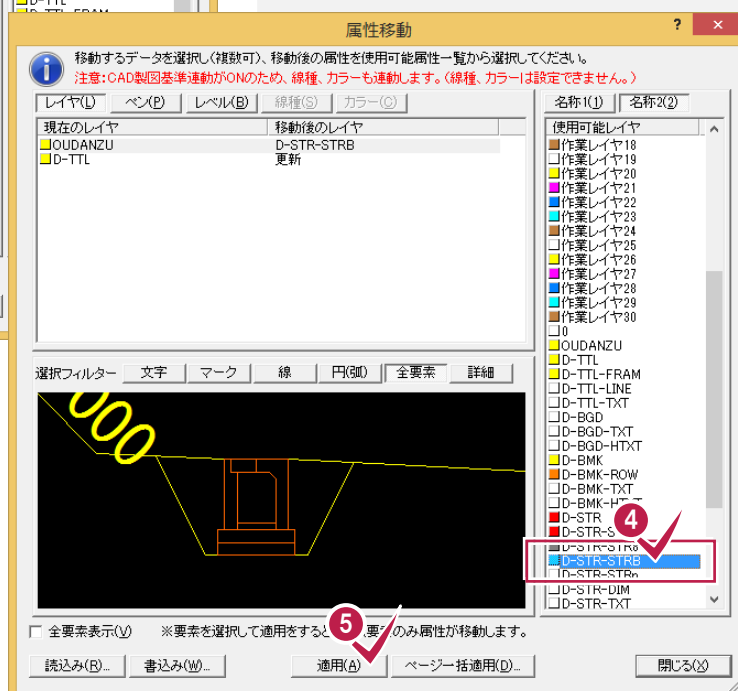 D-TTL
D-TTL-FRAM
属性移動
?
×
移動するデータを選択し(複数可)、移動後の属性を使用可能属性一覧から選択してください。
注意:CAD製図基準連動がONのため、線種、カラーも連動します。(線種、カラーは設定できません。)
レイヤ(L) ペン(P) レベル(B) 線種(S) カラー(C)
名称1(1) 名称2(2)
現在のレイヤ 移動後のレイヤ
OUDANZU D-STR-STRB
D-TTL 更新
使用可能レイヤ
作業レイヤ18
作業レイヤ19
作業レイヤ20
作業レイヤ21
作業レイヤ22
作業レイヤ23
作業レイヤ24
作業レイヤ25
作業レイヤ26
作業レイヤ27
作業レイヤ28
作業レイヤ29
作業レイヤ30
0
OUDANZU
D-TTL
D-TTL-FRAM
D-TTL-LINE
D-TTL-TXT
D-BGD
D-BGD-TXT
D-BGD-HTXT
D-BMK
D-BMK-ROW
D-BMK-TXT
D-STR
4
D-STR-STRB
D-STR-DIM
D-STR-TXT
選択フィルター 文字 マーク 線 円(弧) 全要素 詳細
000
全要素表示(V) ※要素を選択して適用をすると 要素のみ属性が移動します。
5
読込み(R)... 書込み(W)... 適用(A) ページ一括適用(D)... 閉じる(X)